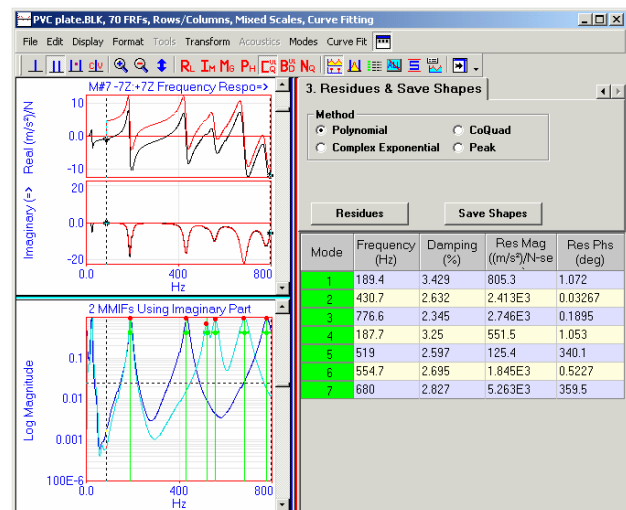 PVC plate.BLK, 70 FRFs, Rows/Columns, Mixed Scales, Curve Fitting
File Edit Display Format Tools Transform Acoustics Modes Curve Fit
M#7 -7Z:+7Z Frequency Respo=>
Real (m/s²)/N
10
0.0
-10
Imaginary (=>
20
0.0
-20
0.0 400 800
Hz
2 MMIFs Using Imaginary Part
Log Magnitude
0.1
0.01
0.001
100E-6
0.0 400 800
Hz
3. Residues & Save Shapes
Method
Polynomial CoQuad
Complex Exponential Peak
Residues Save Shapes
Mode Frequency (Hz) Damping (%) Res Mag ((m/s²)/N-se Res Phs (deg)
1 189.4 3.429 805.3 1.072
2 430.7 2.632 2.413E3 0.03267
3 776.6 2.345 2.746E3 0.1895
4 187.7 3.25 551.5 1.053
5 519 2.597 125.4 340.1
6 554.7 2.695 1.845E3 0.5227
7 680 2.827 5.263E3 359.5